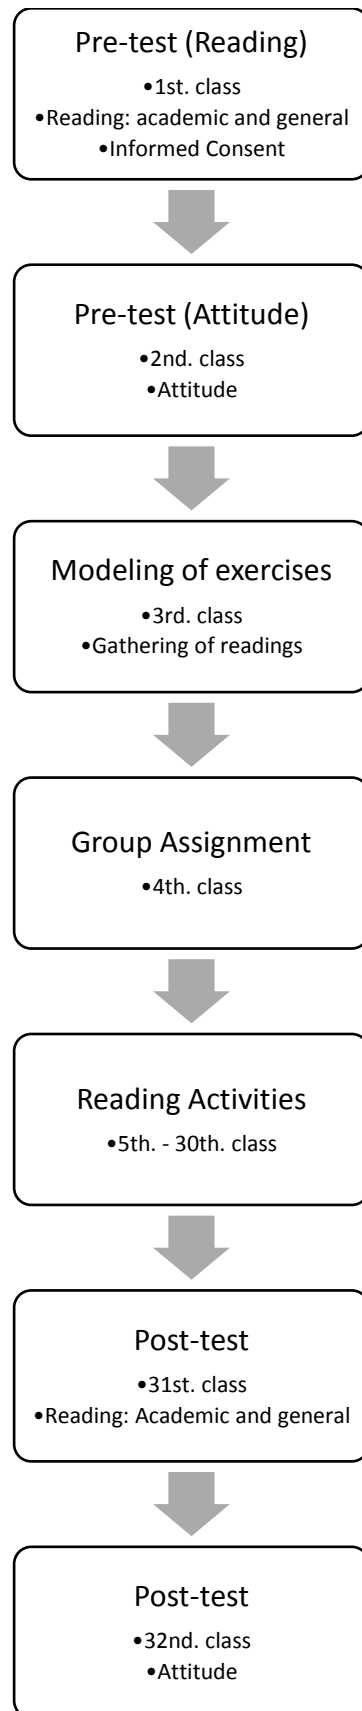 Pre-test (Reading)
•1st. class
•Reading: academic and general
•Informed Consent
Pre-test (Attitude)
•2nd. class
•Attitude
Modeling of exercises
•3rd. class
•Gathering of readings
Group Assignment
•4th. class
Reading Activities
•5th. - 30th. class
Post-test
•31st. class
•Reading: Academic and general
Post-test
•32nd. class
•Attitude